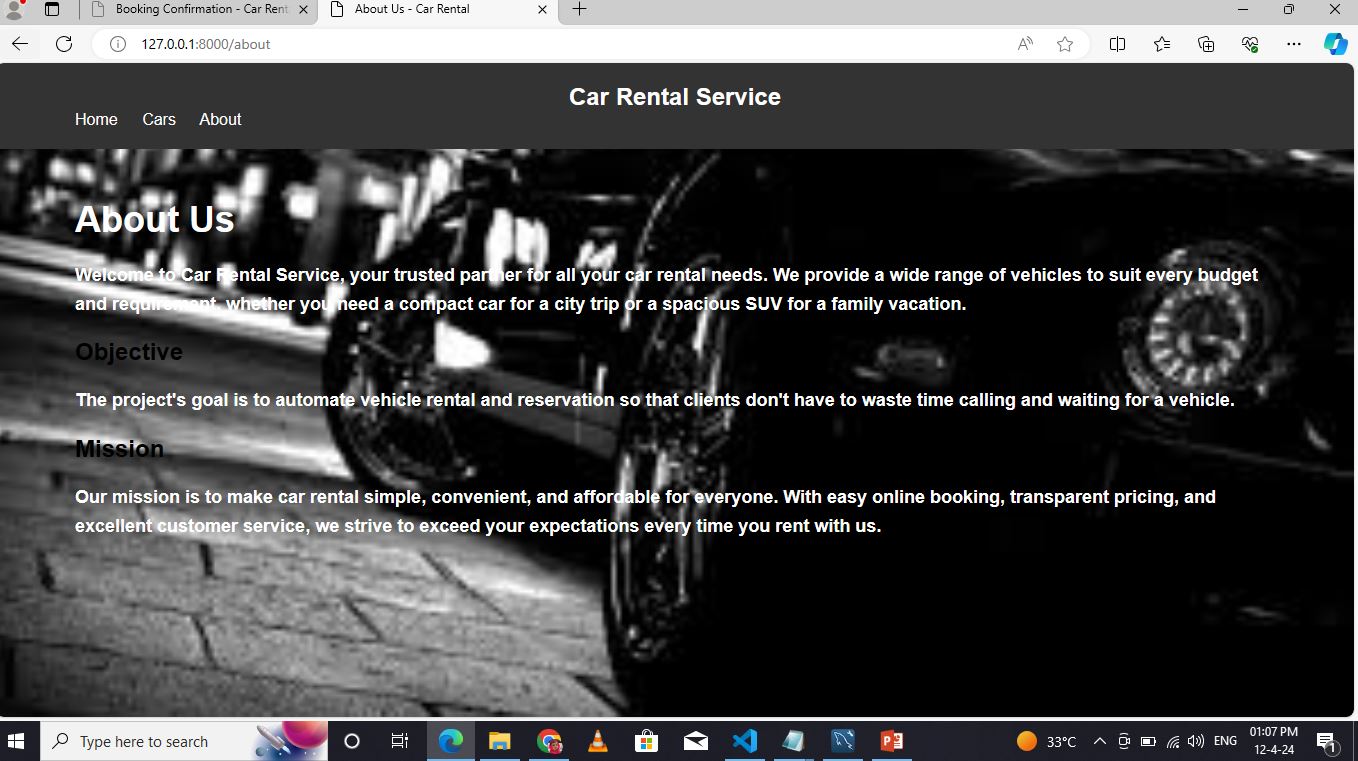 Booking Confirmation - Car Rent
About Us - Car Rental
127.0.0.1:8000/about
Car Rental Service
Home Cars About
About Us
Welcome to Car Rental Service, your trusted partner for all your car rental needs. We provide a wide range of vehicles to suit every budget
and requirement, whether you need a compact car for a city trip or a spacious SUV for a family vacation.
Objective
The project's goal is to automate vehicle rental and reservation so that clients don't have to waste time calling and waiting for a vehicle.
Mission
Our mission is to make car rental simple, convenient, and affordable for everyone. With easy online booking, transparent pricing, and
excellent customer service, we strive to exceed your expectations every time you rent with us.
Type here to search
33°C
ENG
01:07 PM
12-4-24
1